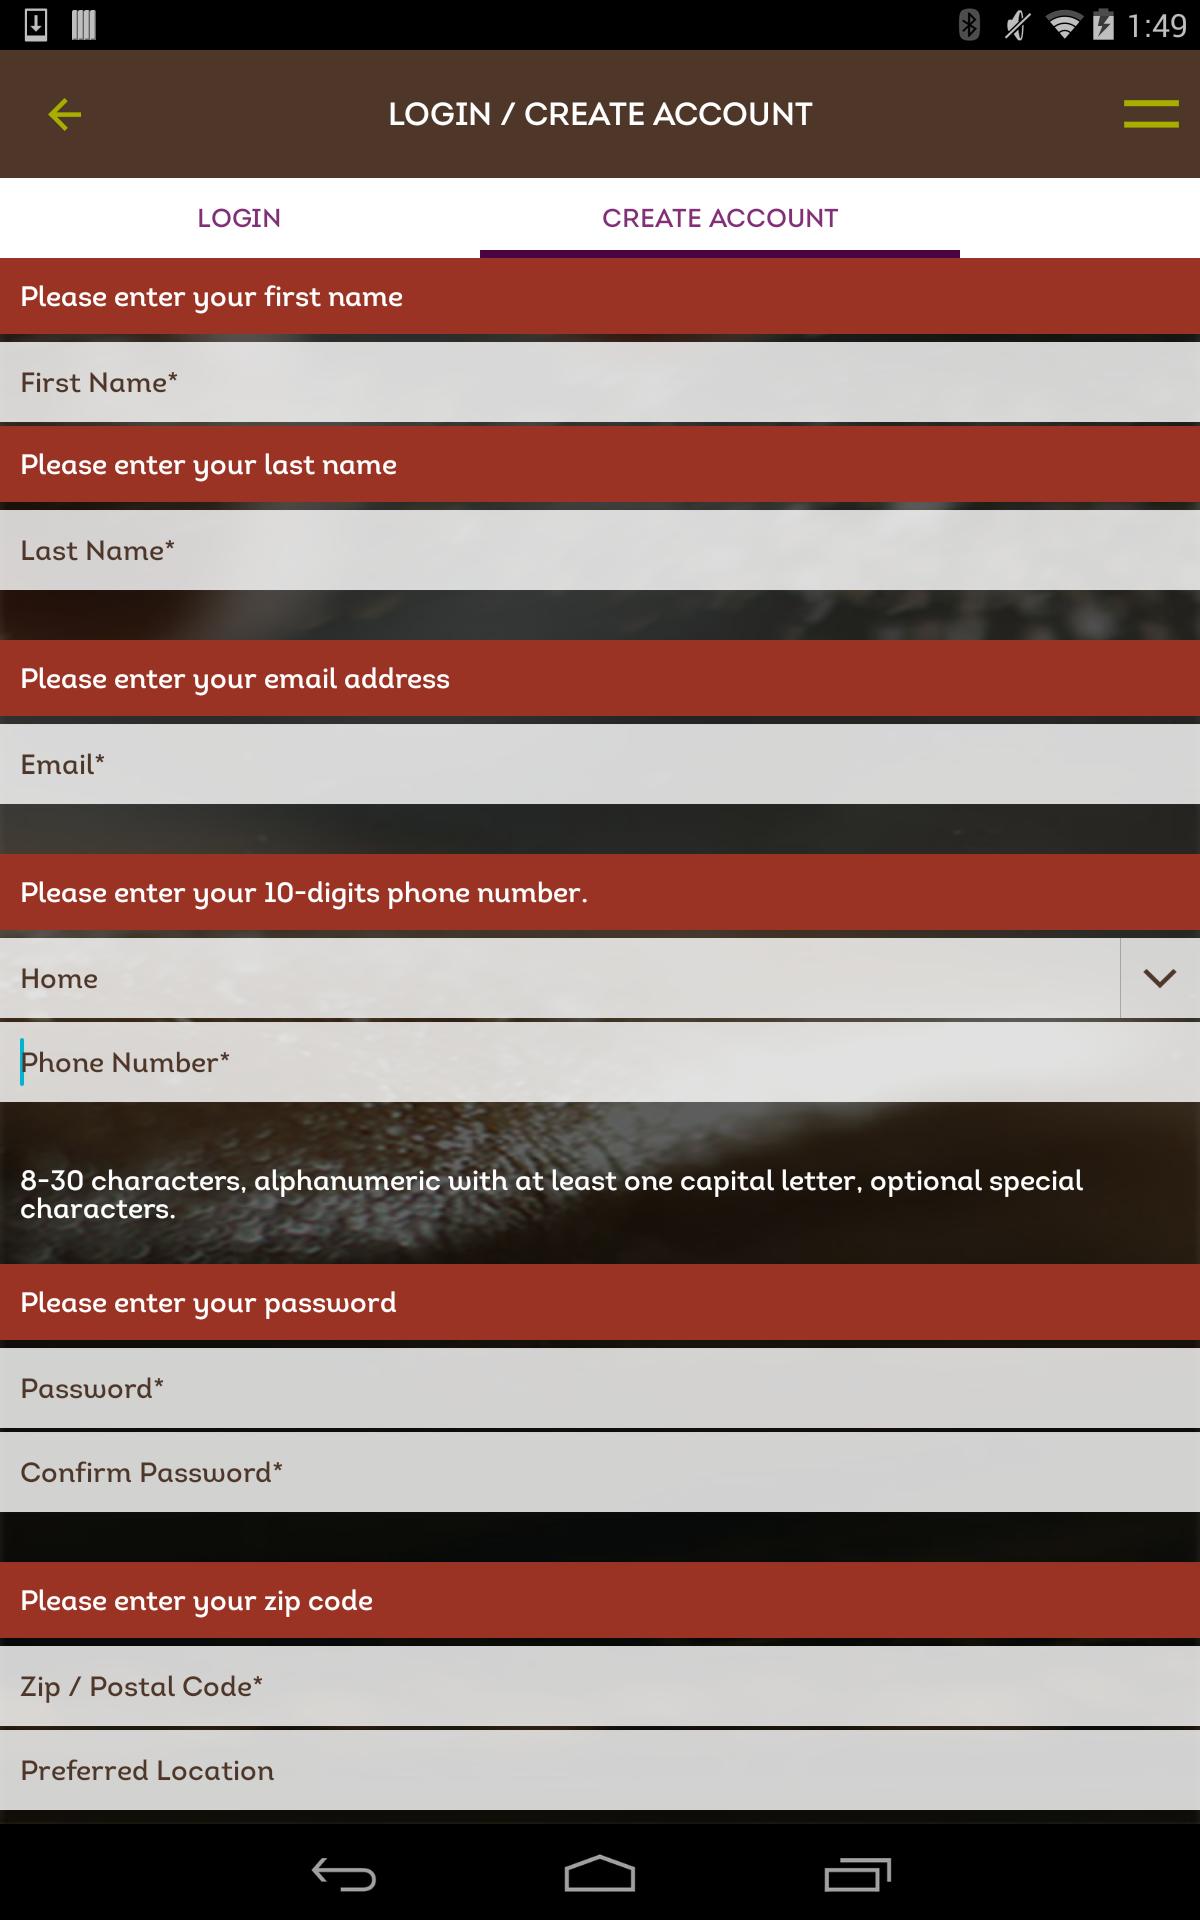 1:49
LOGIN / CREATE ACCOUNT
LOGIN
CREATE ACCOUNT
Please enter your first name
First Name*
Please enter your last name
Last Name*
Please enter your email address
Email*
Please enter your 10-digits phone number.
Home
Phone Number*
8-30 characters, alphanumeric with at least one capital letter, optional special
characters.
Please enter your password
Password*
Confirm Password*
Please enter your zip code
Zip / Postal Code*
Preferred Location